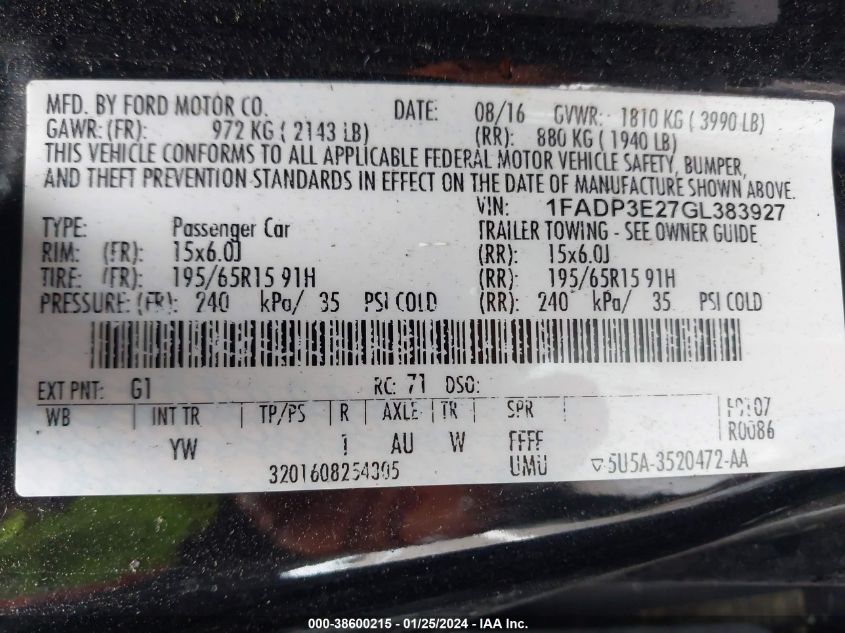 MFD. BY FORD MOTOR CO. DATE: 08/16 GVWR: 1810 KG ( 3990 LB)
GAWR: (FR): 972 KG ( 2143 LB) (RR): 880 KG ( 1940 LB)
THIS VEHICLE CONFORMS TO ALL APPLICABLE FEDERAL MOTOR VEHICLE SAFETY, BUMPER,
AND THEFT PREVENTION STANDARDS IN EFFECT ON THE DATE OF MANUFACTURE SHOWN ABOVE.
VIN: 1FADP3E27GL383927
TYPE: Passenger Car TRAILER TOWING - SEE OWNER GUIDE
RIM: (FR): 15x6.0J (RR): 15x6.0J
TIRE: (FR): 195/65R15 91H (RR): 195/65R15 91H
PRESSURE: (FR): 240 kPa/ 35 PSI COLD (RR): 240 kPa/ 35 PSI COLD
EXT PNT: G1 RC: 71 DSO:
WB INT TR TP/PS R AXLE TR SPR F0107
YW 1 AU W FFFF R0086
3201608254305 UMU ▽5U5A-3520472-AA
000-38600215 - 01/25/2024 - IAA Inc.